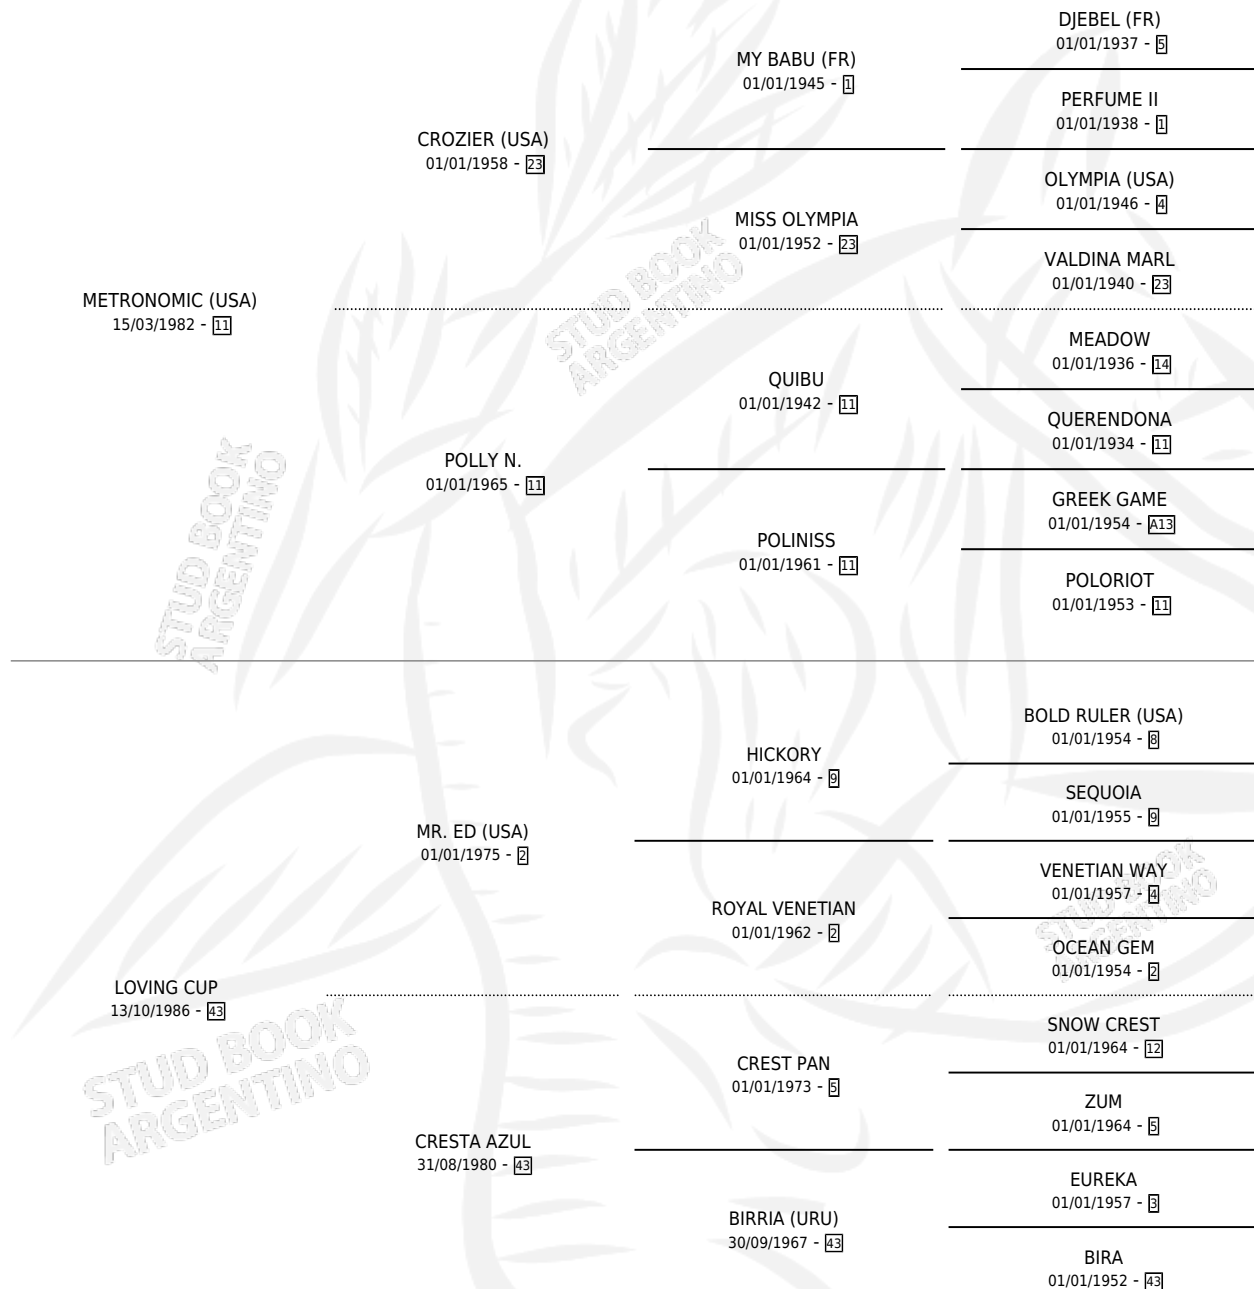 DJEBEL (FR)
01/01/1937 - 5
MY BABU (FR)
01/01/1945 - 1
PERFUME II
01/01/1938 - 1
CROZIER (USA)
01/01/1958 - 23
OLYMPIA (USA)
01/01/1946 - 4
MISS OLYMPIA
01/01/1952 - 23
VALDINA MARL
01/01/1940 - 23
METRONOMIC (USA)
15/03/1982 - 11
MEADOW
01/01/1936 - 14
QUIBU
01/01/1942 - 11
QUERENDONA
01/01/1934 - 11
POLLY N.
01/01/1965 - 11
GREEK GAME
01/01/1954 - A13
POLINISS
01/01/1961 - 11
POLORIOT
01/01/1953 - 11
BOLD RULER (USA)
01/01/1954 - 8
HICKORY
01/01/1964 - 9
SEQUOIA
01/01/1955 - 9
MR. ED (USA)
01/01/1975 - 2
VENETIAN WAY
01/01/1957 - 4
ROYAL VENETIAN
01/01/1962 - 2
OCEAN GEM
01/01/1954 - 2
LOVING CUP
13/10/1986 - 43
SNOW CREST
01/01/1964 - 12
CREST PAN
01/01/1973 - 5
ZUM
01/01/1964 - 5
CRESTA AZUL
31/08/1980 - 43
EUREKA
01/01/1957 - 3
BIRRIA (URU)
30/09/1967 - 43
BIRA
01/01/1952 - 43
STUD BOOK
ARGENTINO
STUD BOOK
ARGENTINO
STUD BOOK
ARGENTINO
STUD BOOK
ARGENTINO